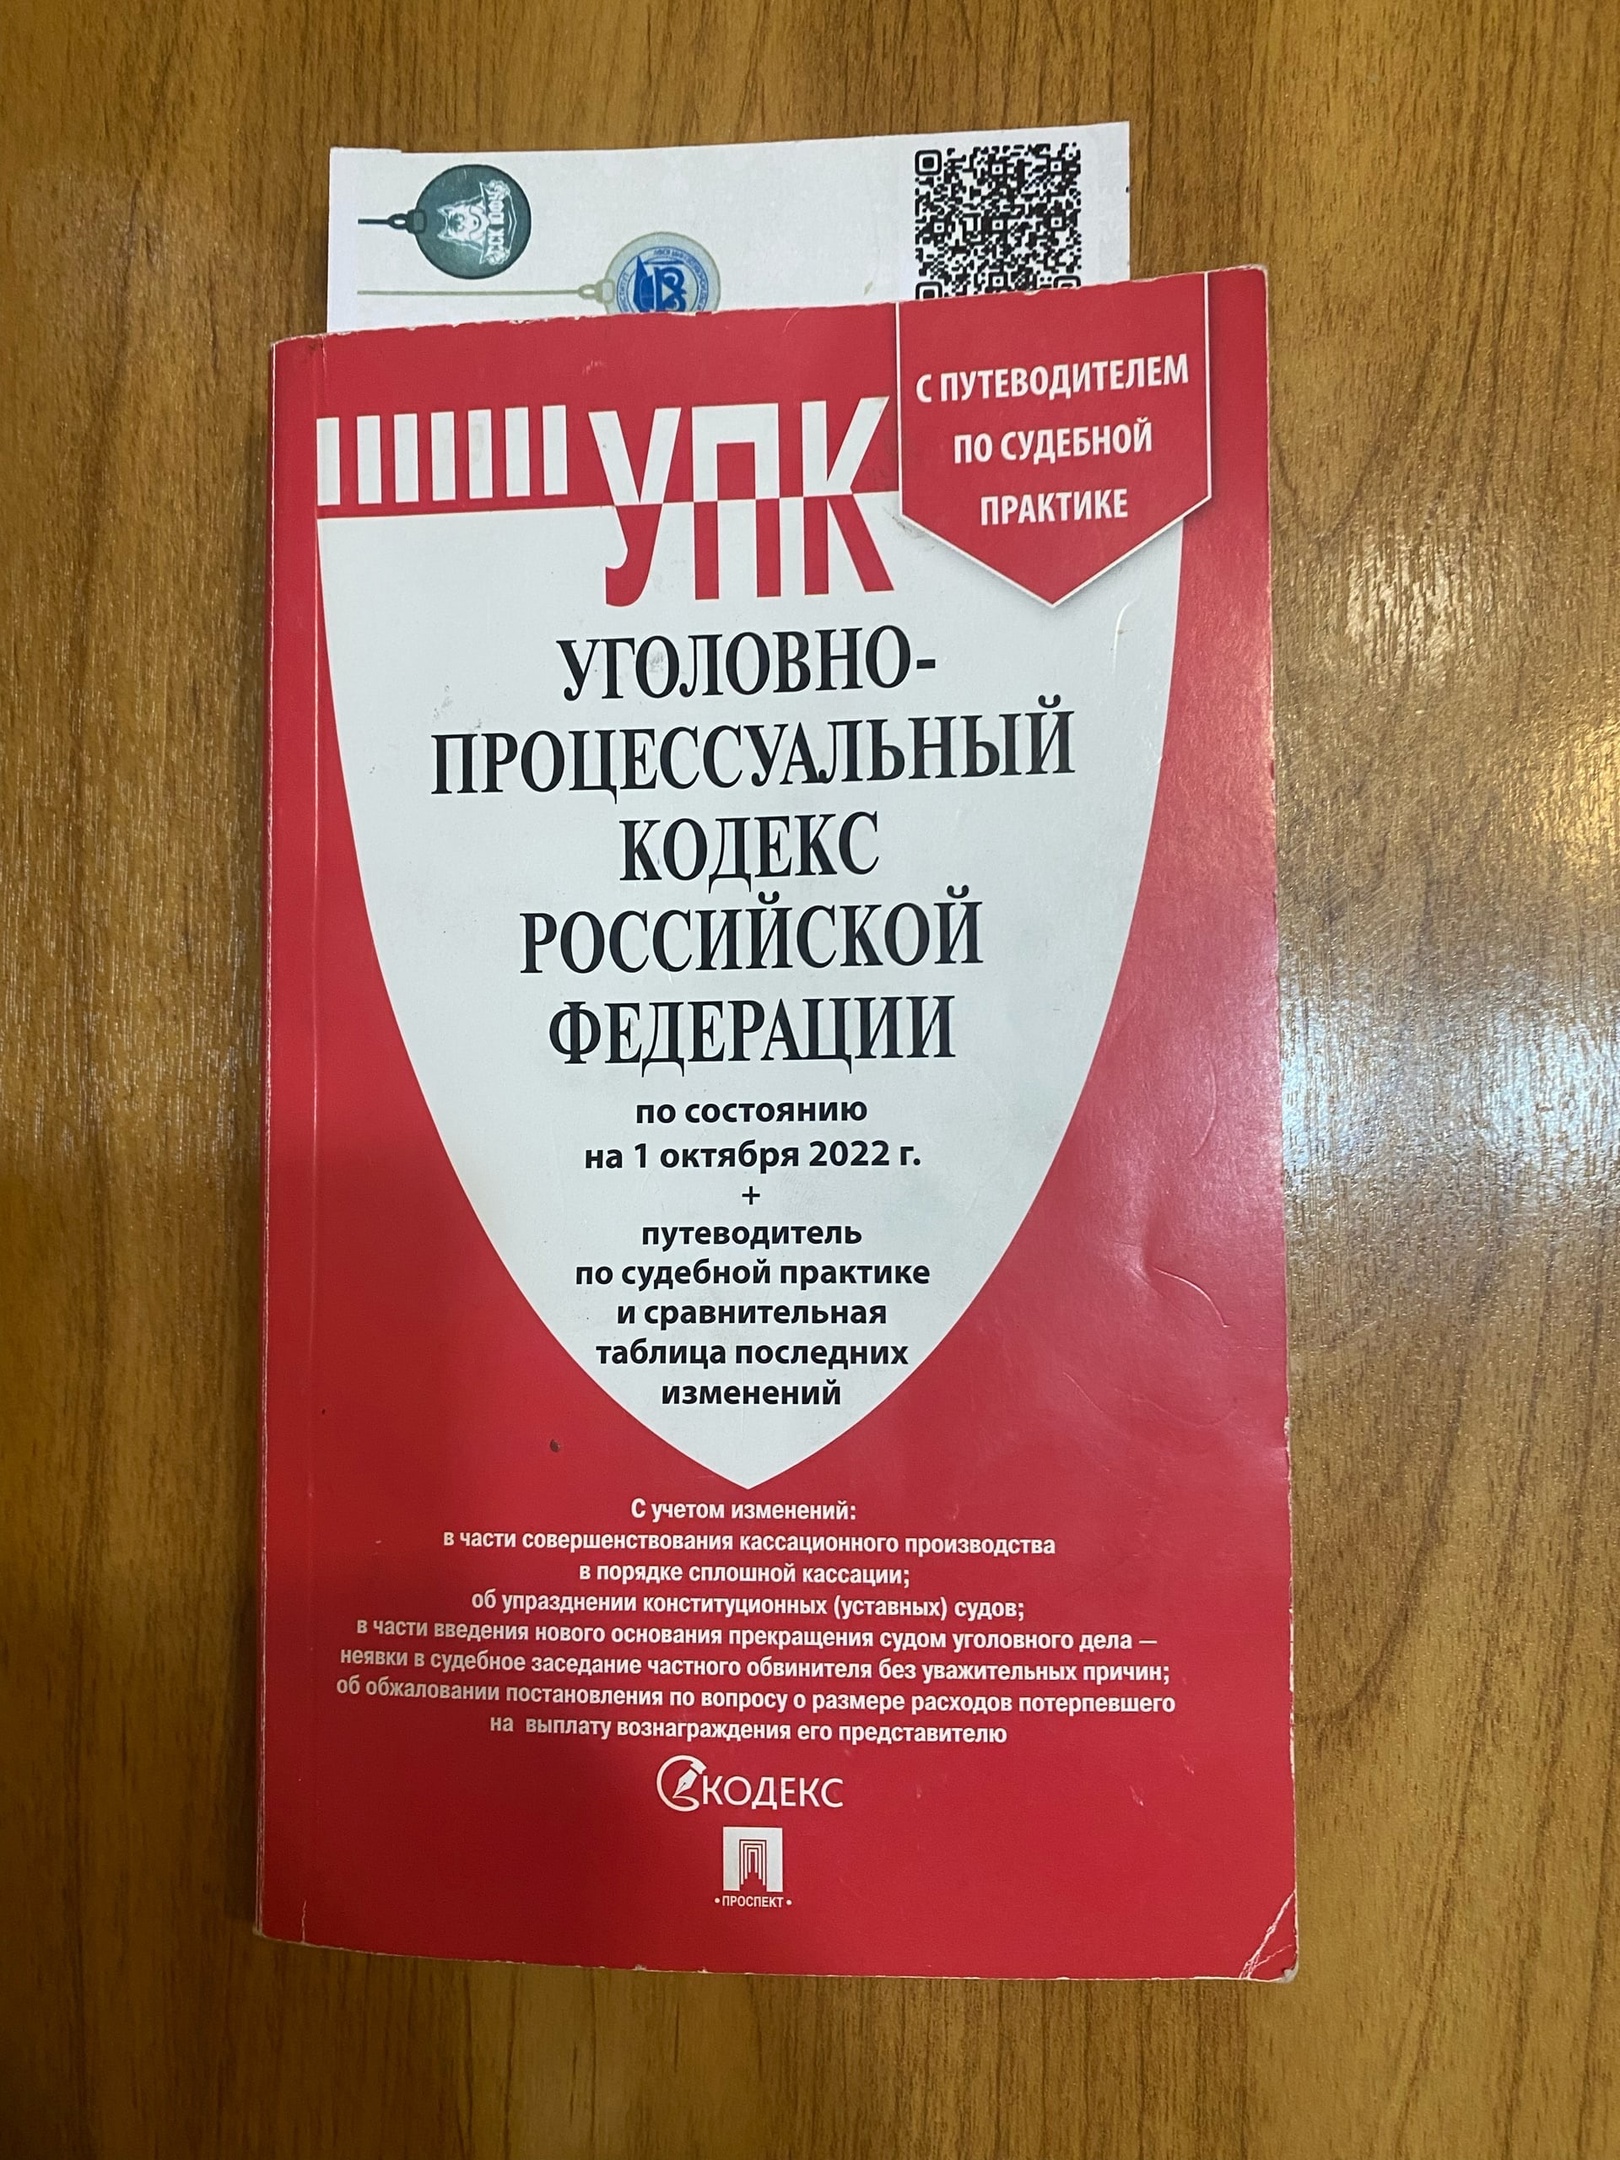 ССК ЮФУ
С ПУТЕВОДИТЕЛЕМ
ПО СУДЕБНОЙ
ПРАКТИКЕ
УПК
УГОЛОВНО-
ПРОЦЕССУАЛЬНЫЙ
КОДЕКС
РОССИЙСКОЙ
ФЕДЕРАЦИИ
по состоянию
на 1 октября 2022 г.
+
путеводитель
по судебной практике
и сравнительная
таблица последних
изменений
С учетом изменений:
в части совершенствования кассационного производства
в порядке сплошной кассации;
об упразднении конституционных (уставных) судов;
в части введения нового основания прекращения судом уголовного дела —
неявки в судебное заседание частного обвинителя без уважительных причин;
об обжаловании постановления по вопросу о размере расходов потерпевшего
на выплату вознаграждения его представителю
КОДЕКС
• ПРОСПЕКТ •